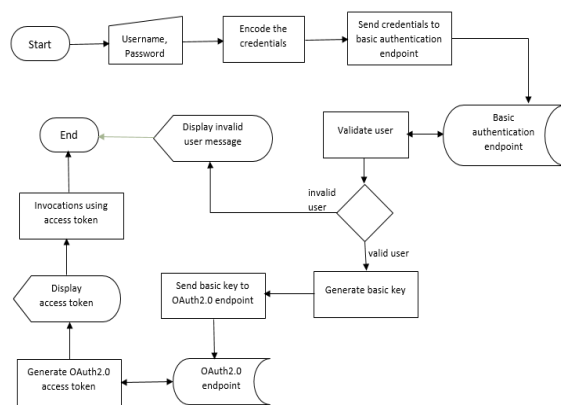 Start
Username,
Password
Encode the
credentials
Send credentials to
basic authentication
endpoint
Basic
authentication
endpoint
Validate user
Display invalid
user message
End
invalid
user
valid user
Invocations using
access token
Generate basic key
Send basic key to
OAuth2.0 endpoint
Display
access token
Generate OAuth2.0
access token
OAuth2.0
endpoint